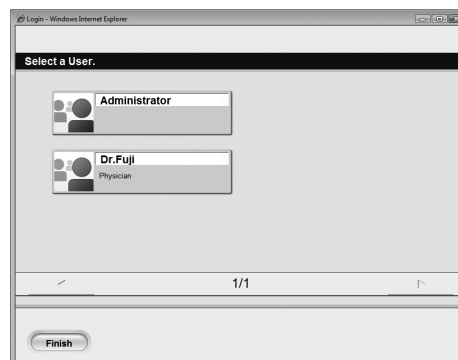 Login - Windows Internet Explorer
Select a User.
Administrator
Dr.Fuji
Physician
1/1
Finish